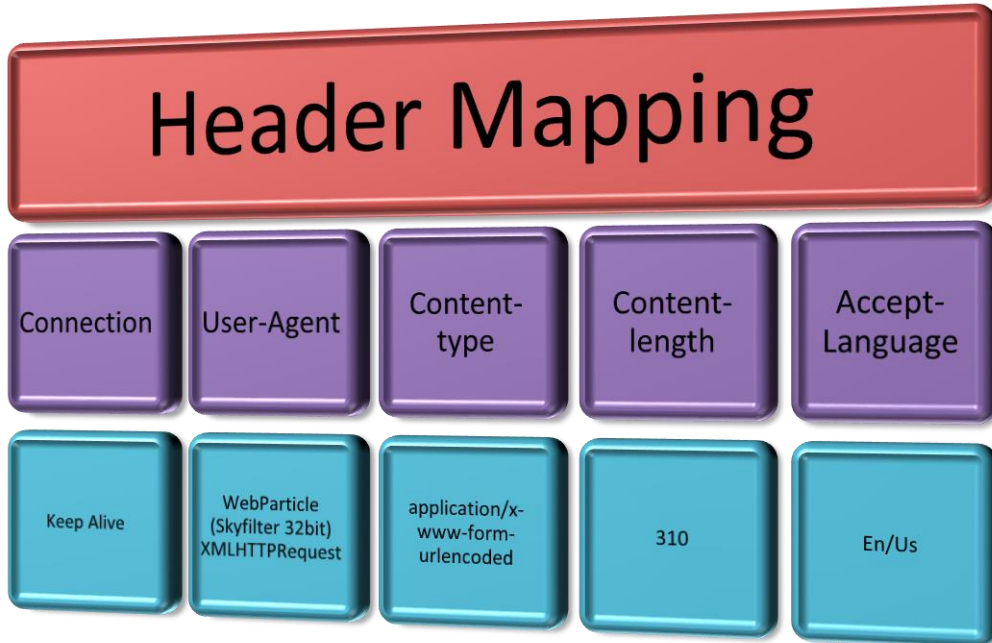 Header Mapping
Connection
User-Agent
Content-
type
Content-
length
Accept-
Language
Keep Alive
WebParticle
(Skyfilter 32bit)
XMLHTTPRequest
application/x-
www-form-
urlencoded
310
En/Us